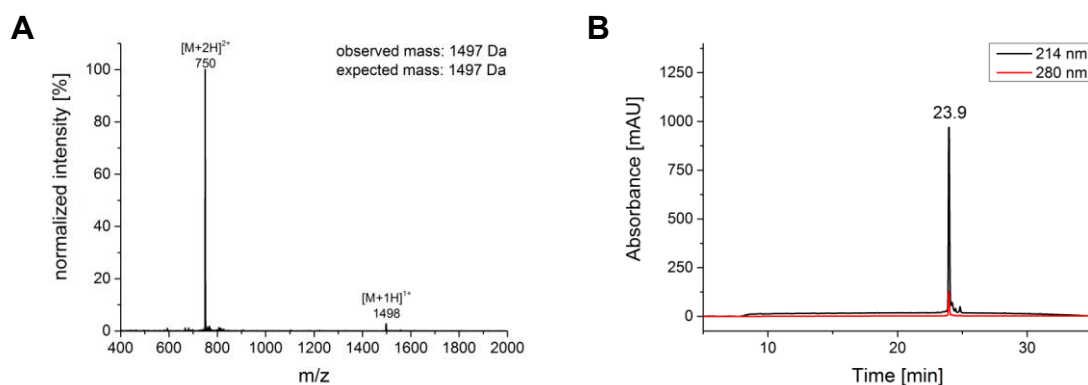 A
[M+2H]²⁺
750
observed mass: 1497 Da
expected mass: 1497 Da
100
80
60
40
20
0
normalized intensity [%]
[M+1H]¹⁺
1498
400 600 800 1000 1200 1400 1600 1800 2000
m/z
B
214 nm
280 nm
23.9
1250
1000
750
500
250
0
Absorbance [mAU]
10 20 30
Time [min]